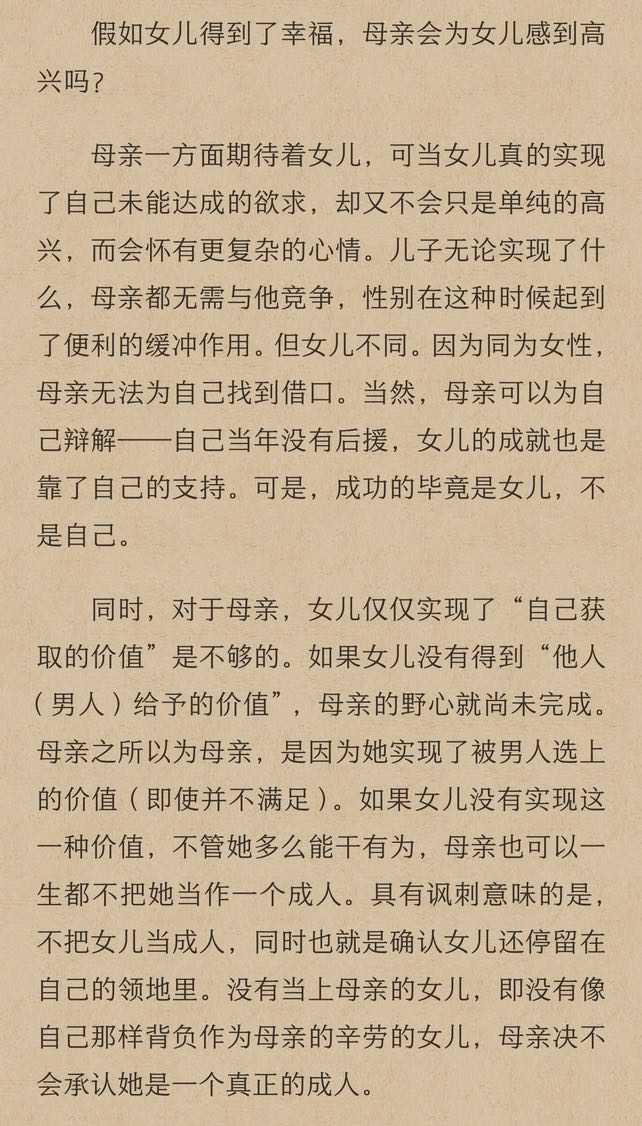 假如女儿得到了幸福，母亲会为女儿感到高
兴吗？
母亲一方面期待着女儿，可当女儿真的实现
了自己未能达成的欲求，却又不会只是单纯的高
兴，而会怀有更复杂的心情。儿子无论实现了什
么，母亲都无需与他竞争，性别在这种时候起到
了便利的缓冲作用。但女儿不同。因为同为女性，
母亲无法为自己找到借口。当然，母亲可以为自
己辩解——自己当年没有后援，女儿的成就也是
靠了自己的支持。可是，成功的毕竟是女儿，不
是自己。
同时，对于母亲，女儿仅仅实现了“自己获
取的价值”是不够的。如果女儿没有得到“他人
（男人）给予的价值”，母亲的野心就尚未完成。
母亲之所以为母亲，是因为她实现了被男人选上
的价值（即使并不满足）。如果女儿没有实现这
一种价值，不管她多么能干有为，母亲也可以一
生都不把她当作一个成人。具有讽刺意味的是，
不把女儿当成人，同时也就是确认女儿还停留在
自己的领地里。没有当上母亲的女儿，即没有像
自己那样背负作为母亲的辛劳的女儿，母亲决不
会承认她是一个真正的成人。